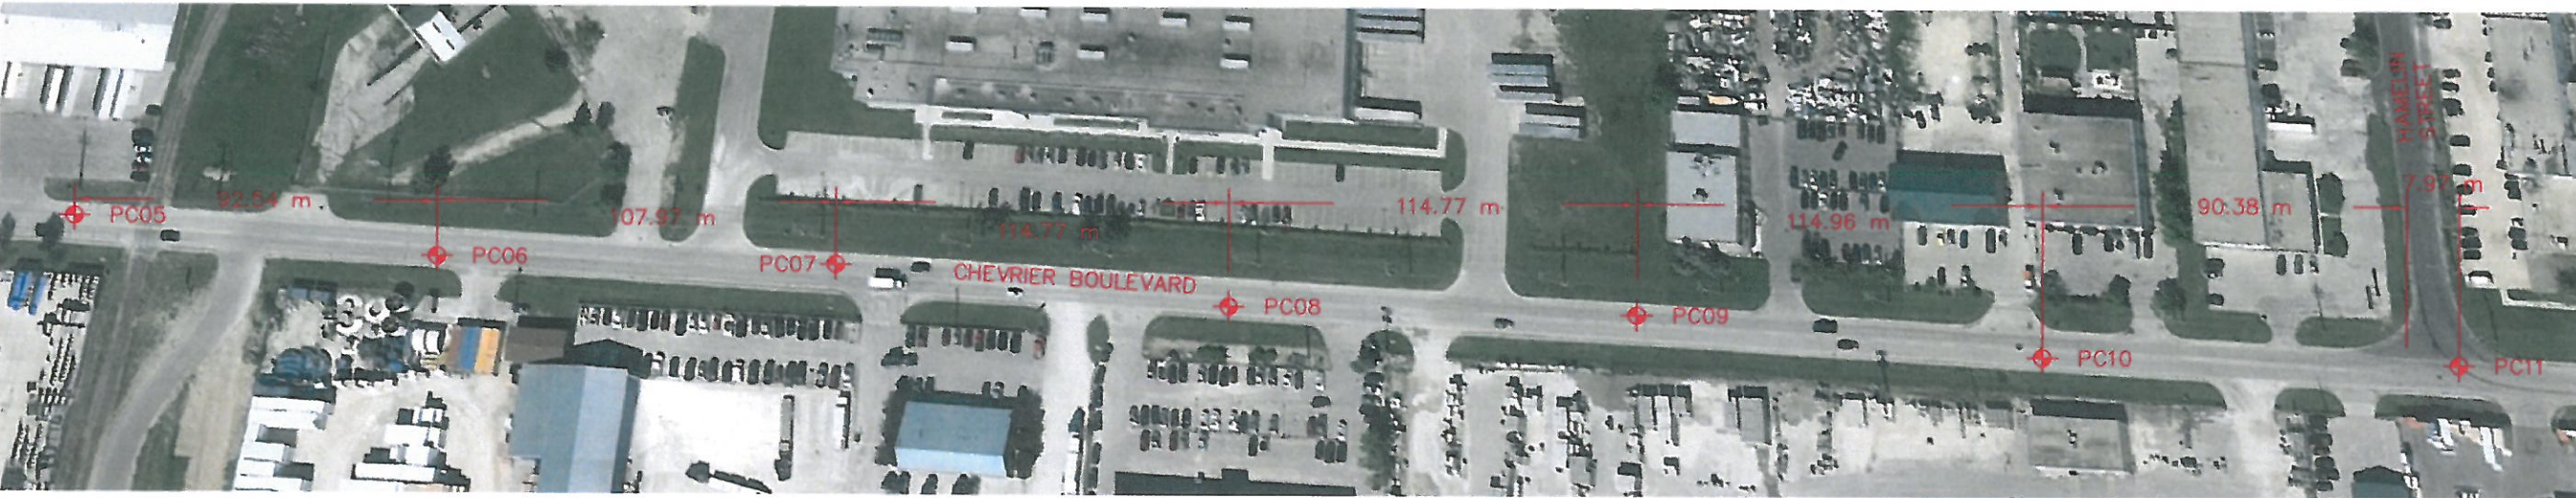 HAMELIN
STREET
92.54 m
107.97 m
114.77 m
114.77 m
114.96 m
90.38 m
7.97 m
PC05
PC06
PC07
CHEVRIER BOULEVARD
PC08
PC09
PC10
PC11